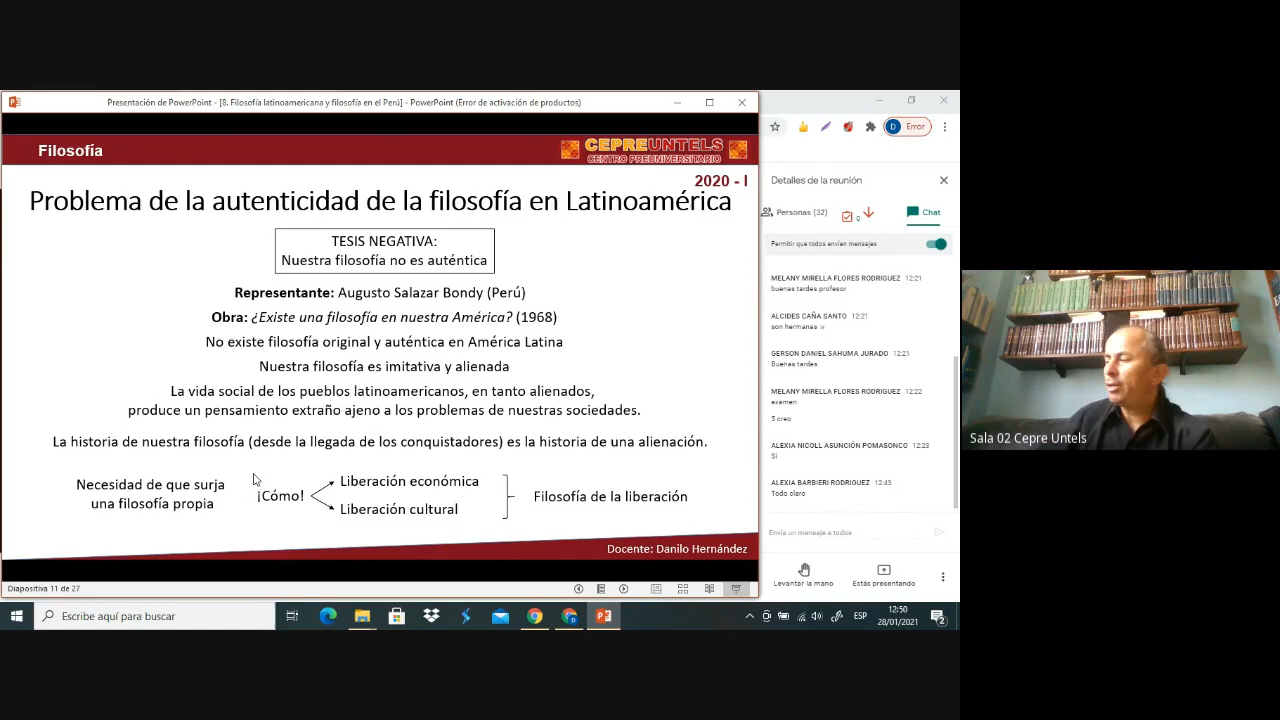 Presentación de PowerPoint - [8. Filosofía latinoamericana y filosofía en el Perú] - PowerPoint (Error de activación de productos)
Filosofía
CEPREUNTELS
CENTRO PREUNIVERSITARIO
2020 - I
Problema de la autenticidad de la filosofía en Latinoamérica
TESIS NEGATIVA:
Nuestra filosofía no es auténtica
Representante: Augusto Salazar Bondy (Perú)
Obra: ¿Existe una filosofía en nuestra América? (1968)
No existe filosofía original y auténtica en América Latina
Nuestra filosofía es imitativa y alienada
La vida social de los pueblos latinoamericanos, en tanto alienados,
produce un pensamiento extraño ajeno a los problemas de nuestras sociedades.
La historia de nuestra filosofía (desde la llegada de los conquistadores) es la historia de una alienación.
Necesidad de que surja
una filosofía propia
¡Cómo!
Liberación económica
Liberación cultural
Filosofía de la liberación
Docente: Danilo Hernández
Diapositiva 11 de 27
D Error
Detalles de la reunión
Personas (32)
0
Chat
Permitir que todos envíen mensajes
MELANY MIRELLA FLORES RODRIGUEZ 12:21
buenas tardes profesor
ALCIDES CAÑA SANTO 12:21
son hermanas :v
GERSON DANIEL SAHUMA JURADO 12:21
Buenas tardes
MELANY MIRELLA FLORES RODRIGUEZ 12:22
examen
5 creo
ALEXIA NICOLL ASUNCIÓN POMASONCO 12:23
Sí
ALEXIA BARBIERI RODRIGUEZ 12:43
Todo claro
Envía un mensaje a todos
Levantar la mano
Estás presentando
Escribe aquí para buscar
ESP
12:50
28/01/2021
2
Sala 02 Cepre Untels